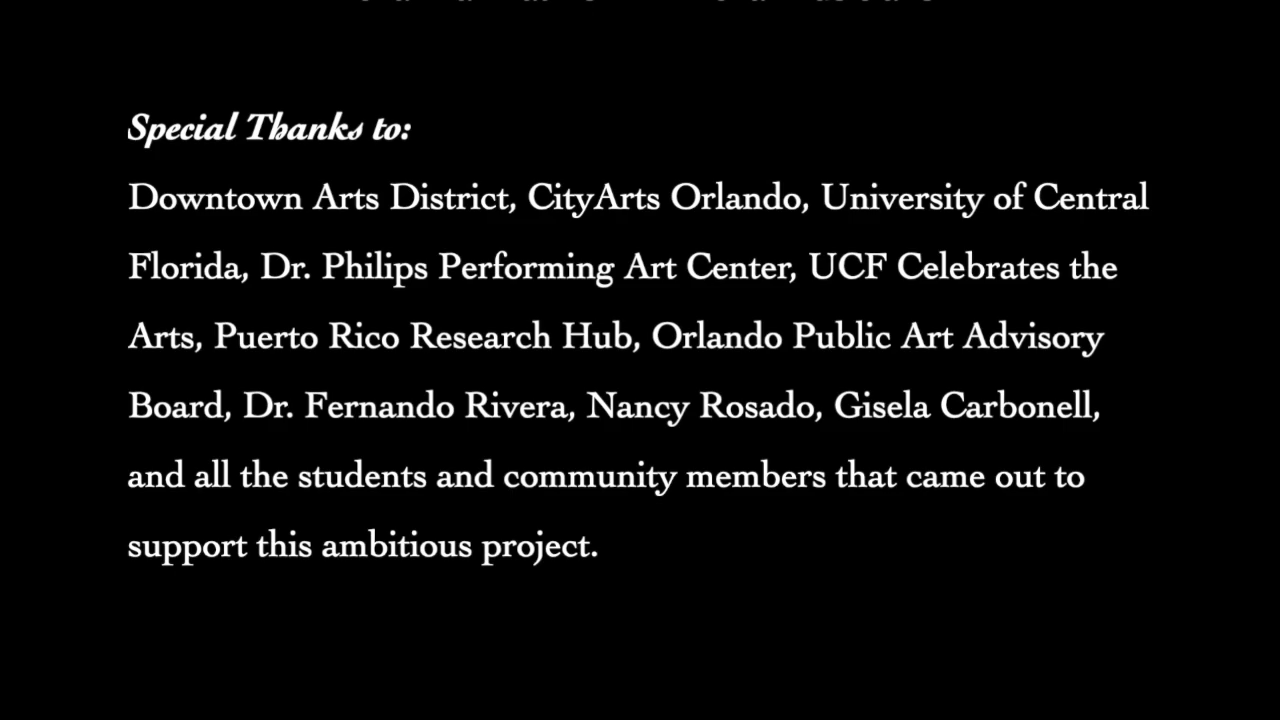 Special Thanks to:
Downtown Arts District, CityArts Orlando, University of Central
Florida, Dr. Philips Performing Art Center, UCF Celebrates the
Arts, Puerto Rico Research Hub, Orlando Public Art Advisory
Board, Dr. Fernando Rivera, Nancy Rosado, Gisela Carbonell,
and all the students and community members that came out to
support this ambitious project.